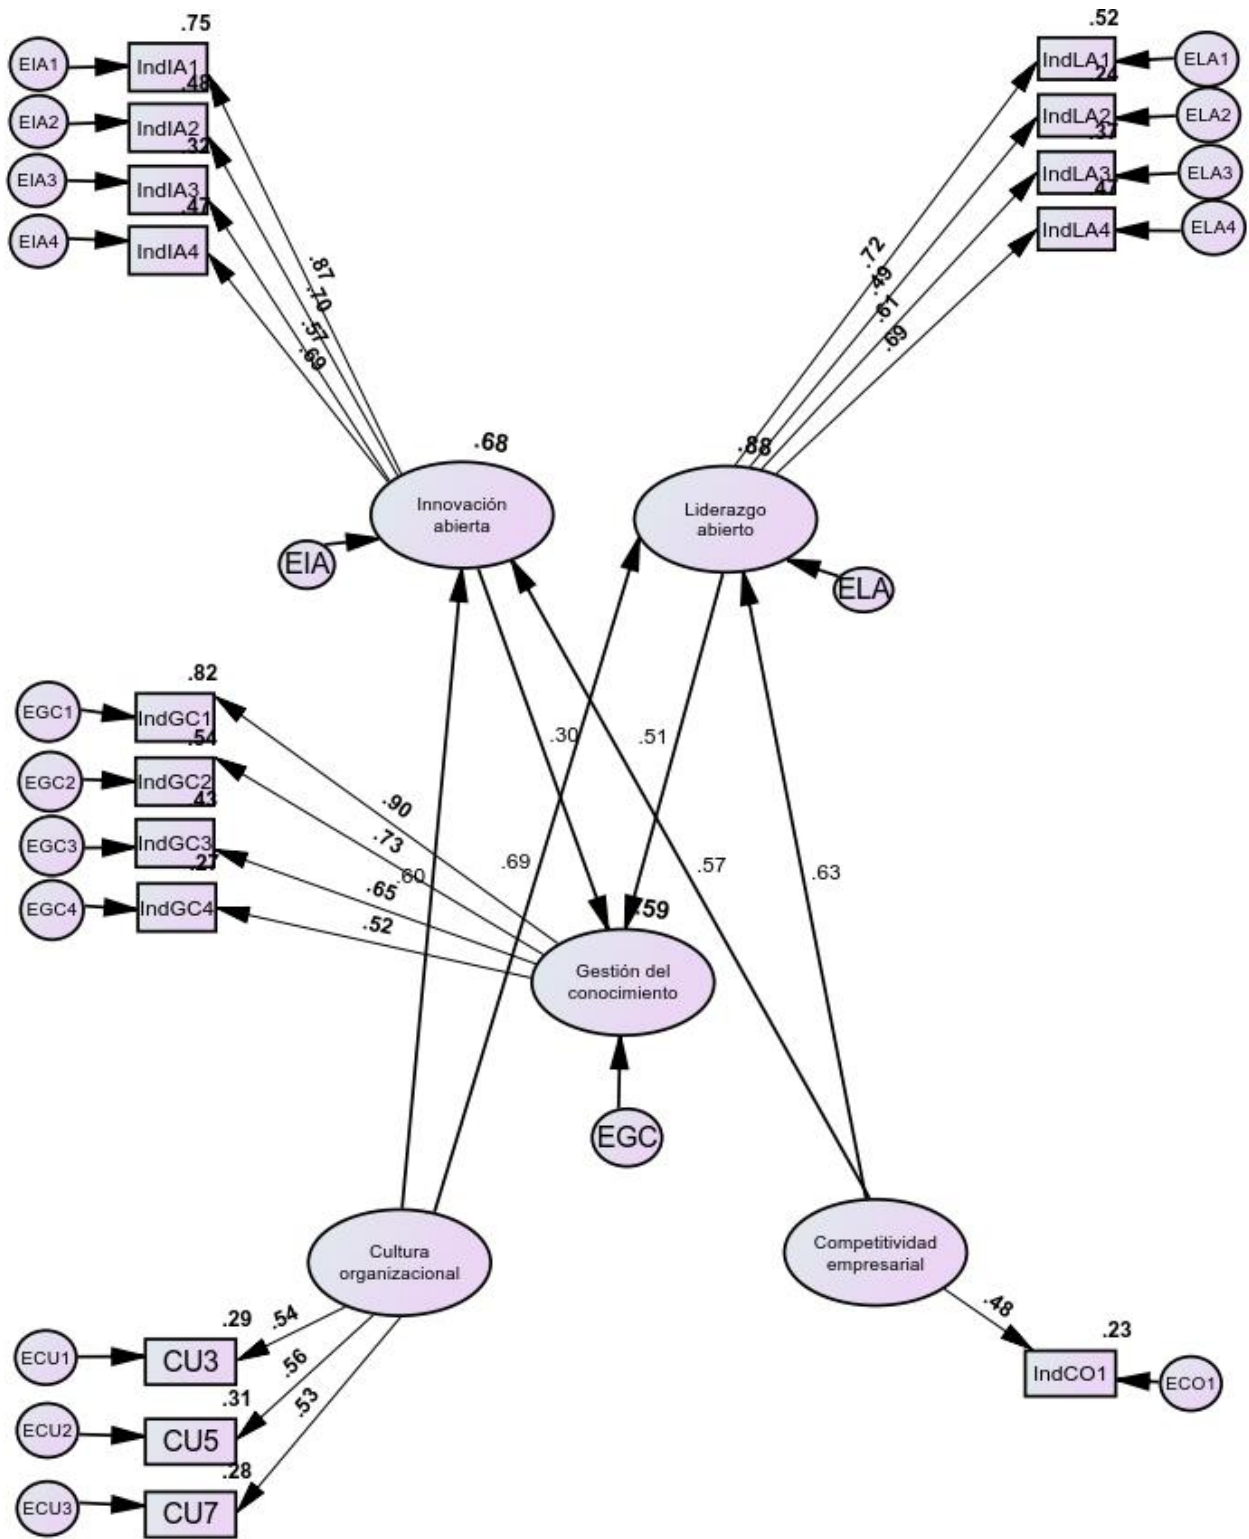 .75
.52
EIA1
IndIA1
IndLA1
ELA1
.48
.24
EIA2
IndIA2
IndLA2
ELA2
.32
.37
EIA3
IndIA3
IndLA3
ELA3
.47
.47
EIA4
IndIA4
IndLA4
ELA4
.87
.70
.57
.69
.72
.49
.61
.69
.68
.88
Innovación
abierta
Liderazgo
abierto
EIA
ELA
.82
EGC1
IndGC1
.54
EGC2
IndGC2
.43
EGC3
IndGC3
.27
EGC4
IndGC4
.30
.51
.90
.73
.65
.60
.52
.69
.57
.63
.59
Gestión del
conocimiento
EGC
Cultura
organizacional
Competitividad
empresarial
.29
.54
ECU1
CU3
.56
.31
.53
ECU2
CU5
.28
ECU3
CU7
.48
.23
IndCO1
ECO1